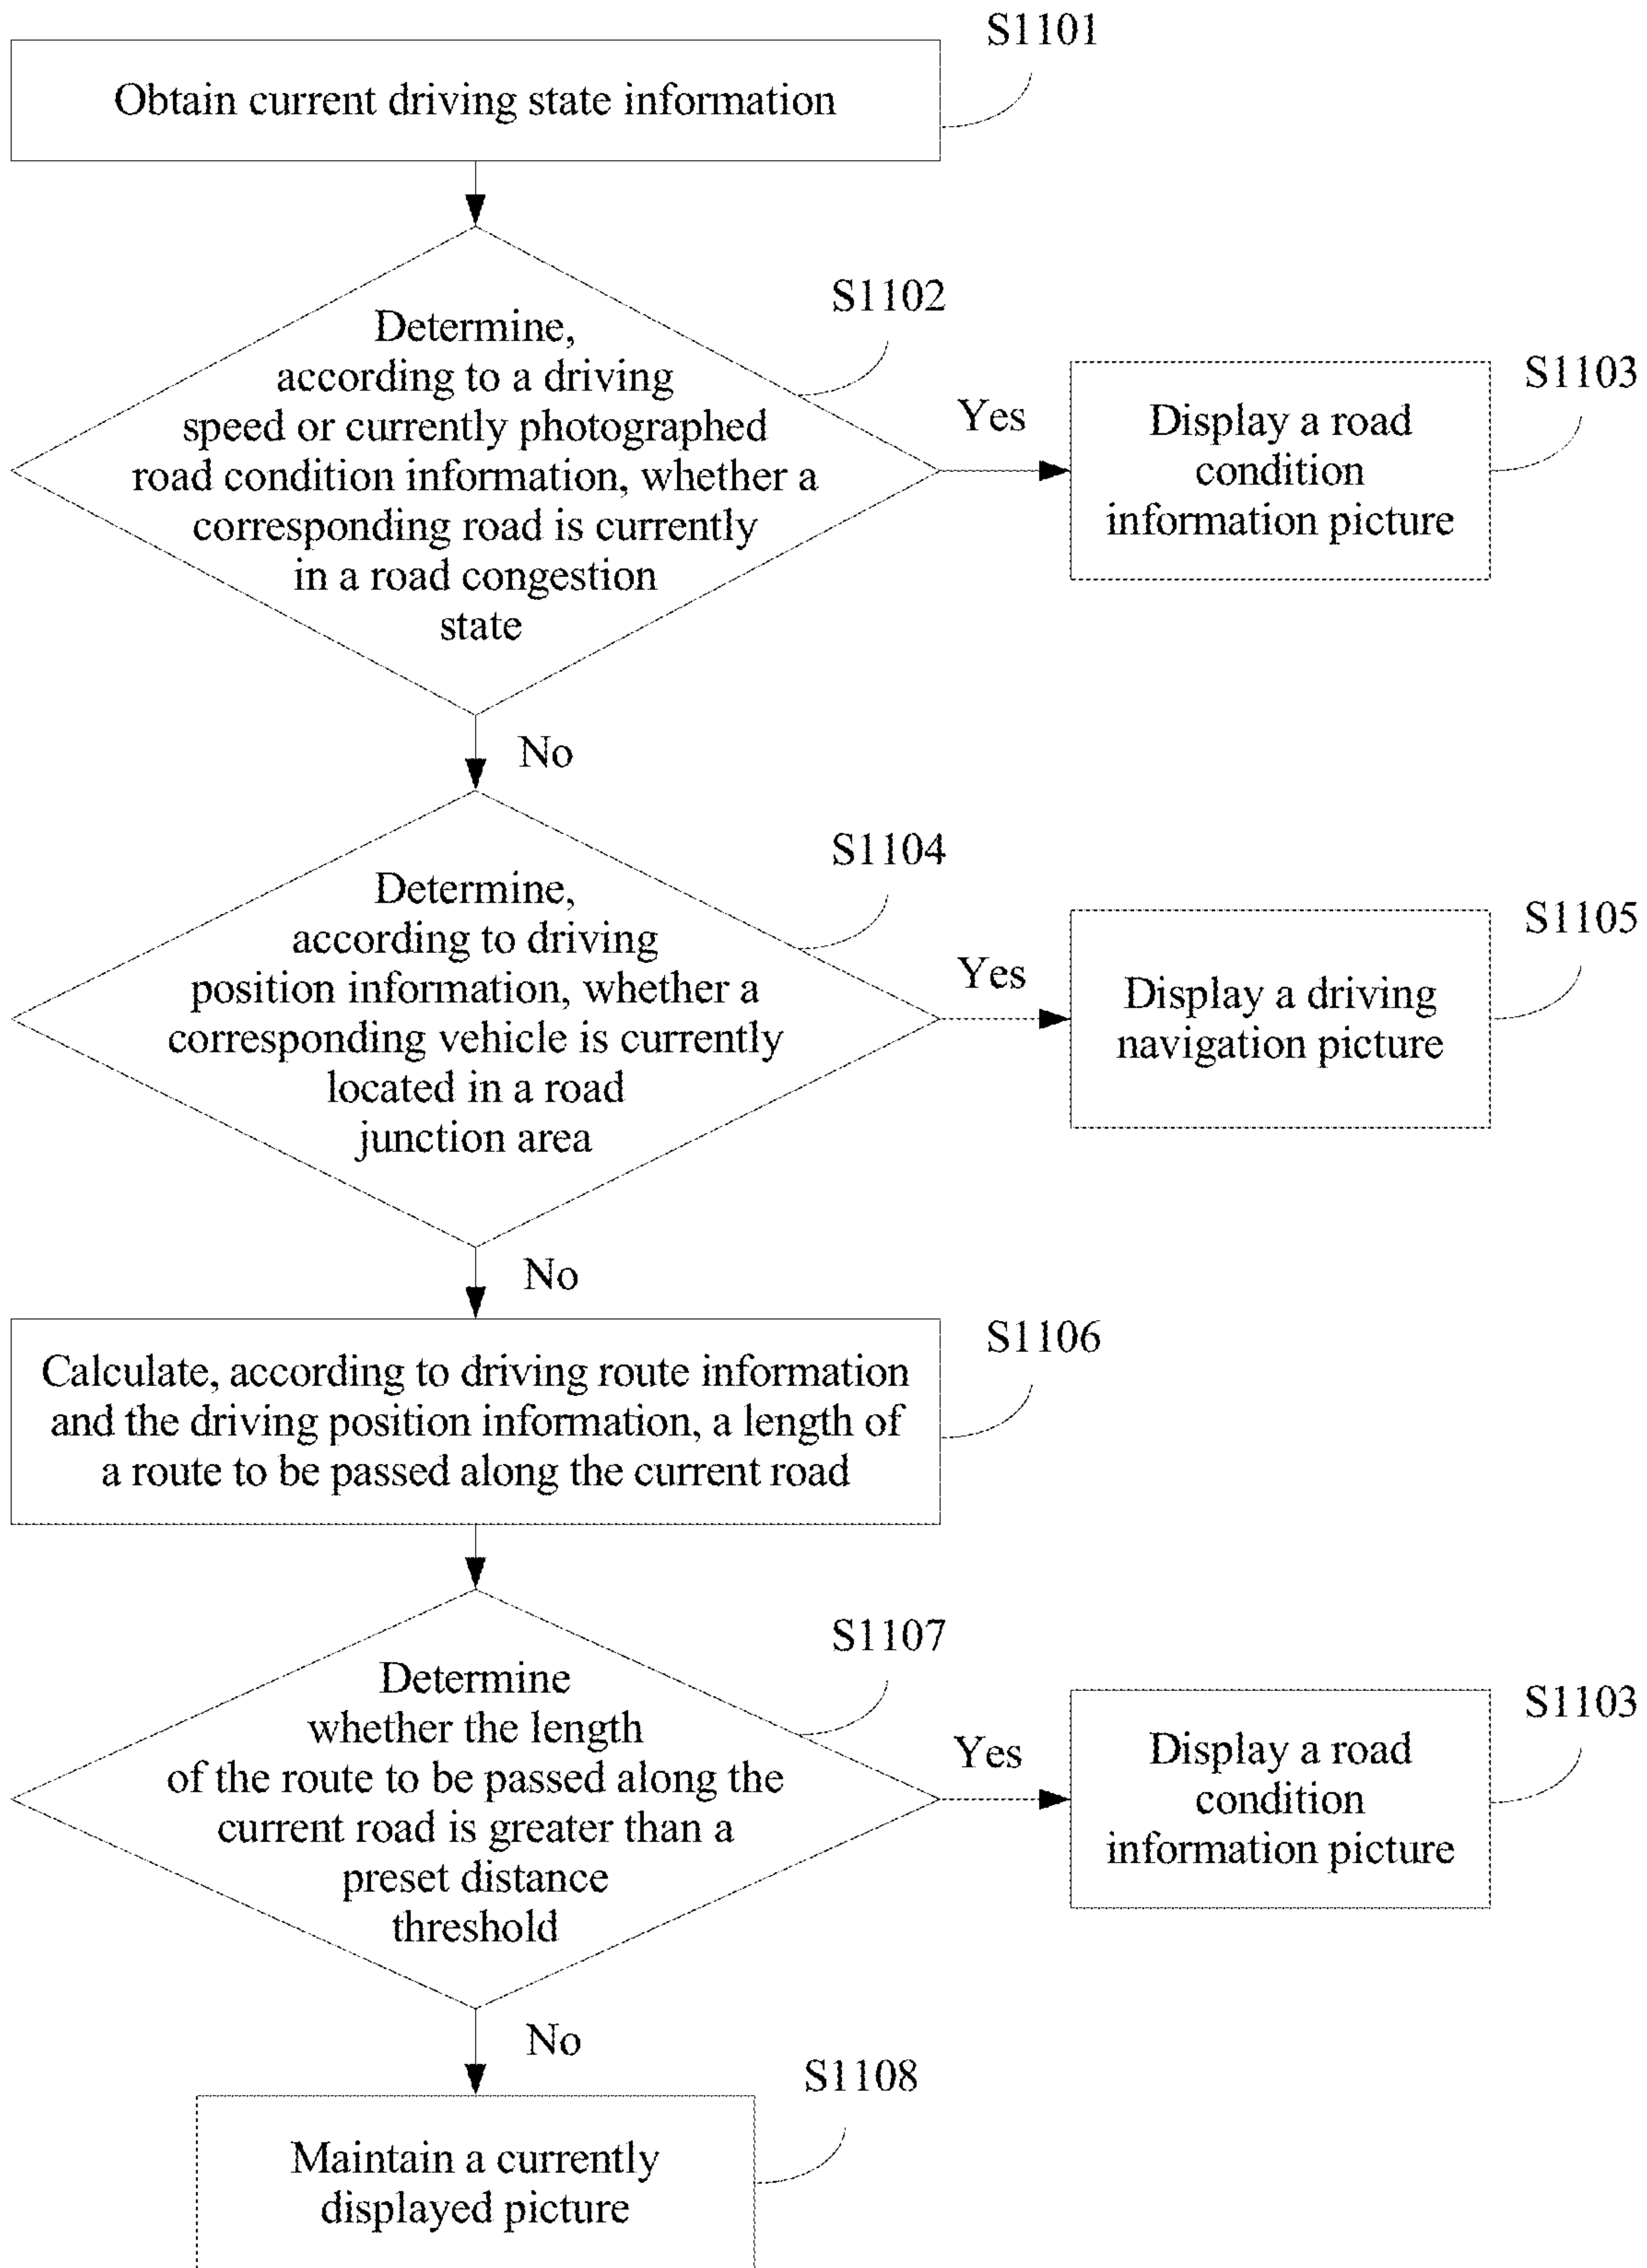 S1101
Obtain current driving state information
S1102
Determine,
according to a driving
speed or currently photographed
road condition information, whether a
corresponding road is currently
in a road congestion
state
Yes
S1103
Display a road
condition
information picture
No
S1104
Determine,
according to driving
position information, whether a
corresponding vehicle is currently
located in a road
junction area
Yes
S1105
Display a driving
navigation picture
No
S1106
Calculate, according to driving route information
and the driving position information, a length of
a route to be passed along the current road
S1107
Determine
whether the length
of the route to be passed along the
current road is greater than a
preset distance
threshold
Yes
S1103
Display a road
condition
information picture
No
S1108
Maintain a currently
displayed picture